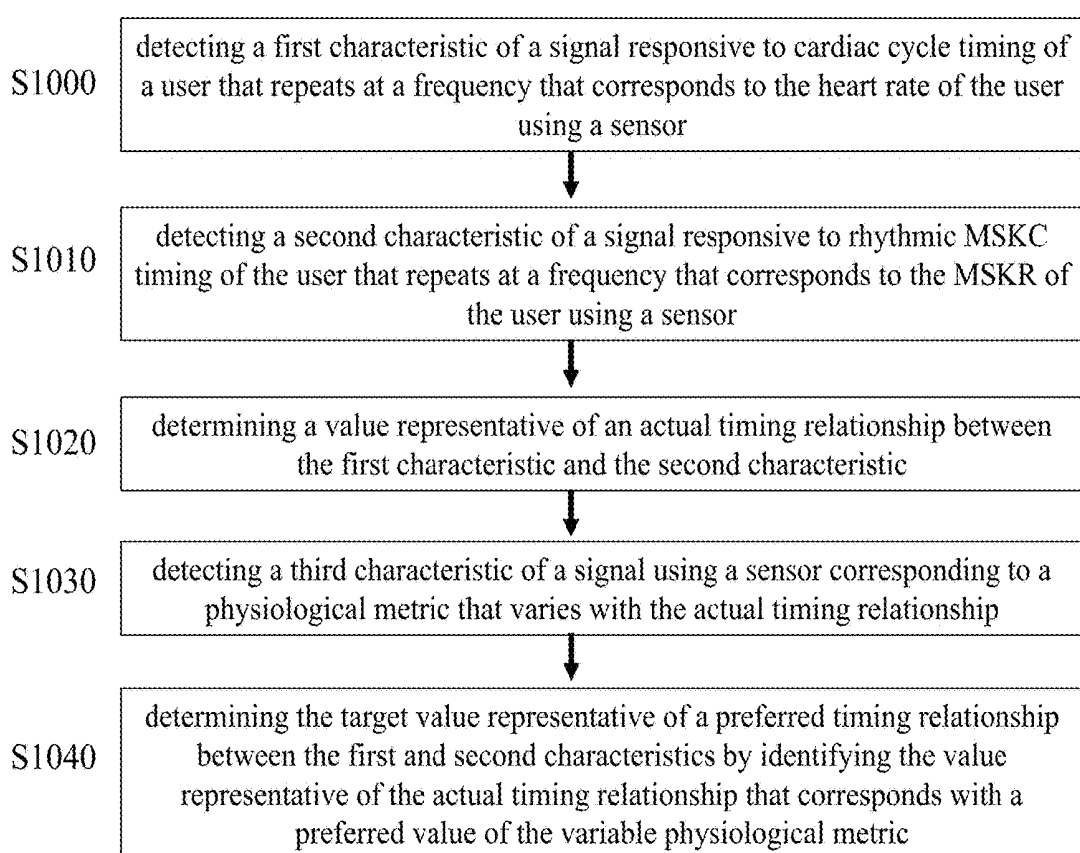 S1000
detecting a first characteristic of a signal responsive to cardiac cycle timing of
a user that repeats at a frequency that corresponds to the heart rate of the user
using a sensor
S1010
detecting a second characteristic of a signal responsive to rhythmic MSKC
timing of the user that repeats at a frequency that corresponds to the MSKR of
the user using a sensor
S1020
determining a value representative of an actual timing relationship between
the first characteristic and the second characteristic
S1030
detecting a third characteristic of a signal using a sensor corresponding to a
physiological metric that varies with the actual timing relationship
S1040
determining the target value representative of a preferred timing relationship
between the first and second characteristics by identifying the value
representative of the actual timing relationship that corresponds with a
preferred value of the variable physiological metric